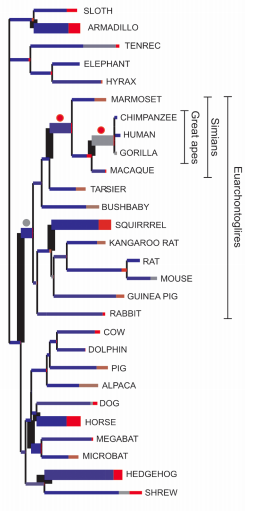 SLOTH
ARMADILLO
TENREC
ELEPHANT
HYRAX
MARMOSET
CHIMPANZEE
HUMAN
GORILLA
MACAQUE
TARSIER
BUSHBABY
SQUIRRREL
KANGAROO RAT
RAT
MOUSE
GUINEA PIG
RABBIT
COW
DOLPHIN
PIG
ALPACA
DOG
HORSE
MEGABAT
MICROBAT
HEDGEHOG
SHREW
Great apes
Simians
Euarchontoglires